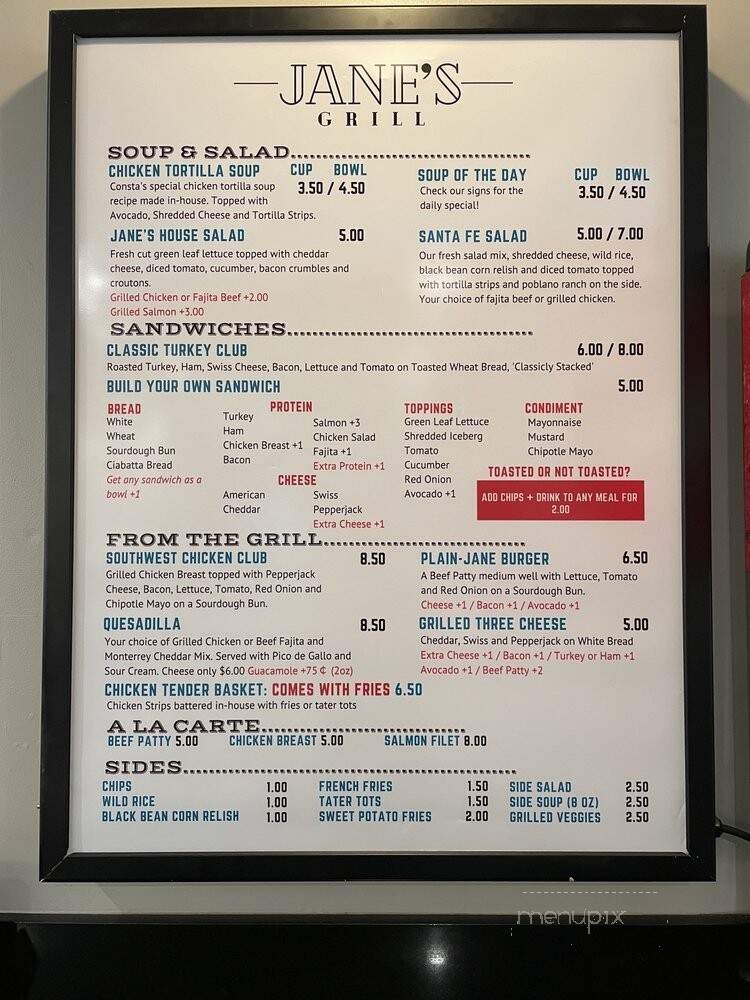 JANE'S
GRILL
SOUP & SALAD
CHICKEN TORTILLA SOUP CUP BOWL
Consta's special chicken tortilla soup 3.50 / 4.50
recipe made in-house. Topped with
Avocado, Shredded Cheese and Tortilla Strips.
SOUP OF THE DAY CUP BOWL
Check our signs for the 3.50 / 4.50
daily special!
JANE'S HOUSE SALAD 5.00
Fresh cut green leaf lettuce topped with cheddar
cheese, diced tomato, cucumber, bacon crumbles and
croutons.
Grilled Chicken or Fajita Beef +2.00
Grilled Salmon +3.00
SANTA FE SALAD 5.00 / 7.00
Our fresh salad mix, shredded cheese, wild rice,
black bean corn relish and diced tomato topped
with tortilla strips and poblano ranch on the side.
Your choice of fajita beef or grilled chicken.
SANDWICHES
CLASSIC TURKEY CLUB 6.00 / 8.00
Roasted Turkey, Ham, Swiss Cheese, Bacon, Lettuce and Tomato on Toasted Wheat Bread, 'Classicly Stacked'
BUILD YOUR OWN SANDWICH 5.00
BREAD
White
Wheat
Sourdough Bun
Ciabatta Bread
Get any sandwich as a
bowl +1
PROTEIN
Turkey
Ham
Chicken Breast +1
Bacon
Salmon +3
Chicken Salad
Fajita +1
Extra Protein +1
CHEESE
American
Cheddar
Swiss
Pepperjack
Extra Cheese +1
TOPPINGS
Green Leaf Lettuce
Shredded Iceberg
Tomato
Cucumber
Red Onion
Avocado +1
CONDIMENT
Mayonnaise
Mustard
Chipotle Mayo
TOASTED OR NOT TOASTED?
ADD CHIPS + DRINK TO ANY MEAL FOR
2.00
FROM THE GRILL
SOUTHWEST CHICKEN CLUB 8.50
Grilled Chicken Breast topped with Pepperjack
Cheese, Bacon, Lettuce, Tomato, Red Onion and
Chipotle Mayo on a Sourdough Bun.
PLAIN-JANE BURGER 6.50
A Beef Patty medium well with Lettuce, Tomato
and Red Onion on a Sourdough Bun.
Cheese +1 / Bacon +1 / Avocado +1
QUESADILLA 8.50
Your choice of Grilled Chicken or Beef Fajita and
Monterrey Cheddar Mix. Served with Pico de Gallo and
Sour Cream. Cheese only $6.00 Guacamole +75¢ (2oz)
GRILLED THREE CHEESE 5.00
Cheddar, Swiss and Pepperjack on White Bread
Extra Cheese +1 / Bacon +1 / Turkey or Ham +1
Avocado +1 / Beef Patty +2
CHICKEN TENDER BASKET: COMES WITH FRIES 6.50
Chicken Strips battered in-house with fries or tater tots
A LA CARTE
BEEF PATTY 5.00 CHICKEN BREAST 5.00 SALMON FILET 8.00
SIDES
CHIPS 1.00 FRENCH FRIES 1.50 SIDE SALAD 2.50
WILD RICE 1.00 TATER TOTS 1.50 SIDE SOUP (8 OZ) 2.50
BLACK BEAN CORN RELISH 1.00 SWEET POTATO FRIES 2.00 GRILLED VEGGIES 2.50
menupix